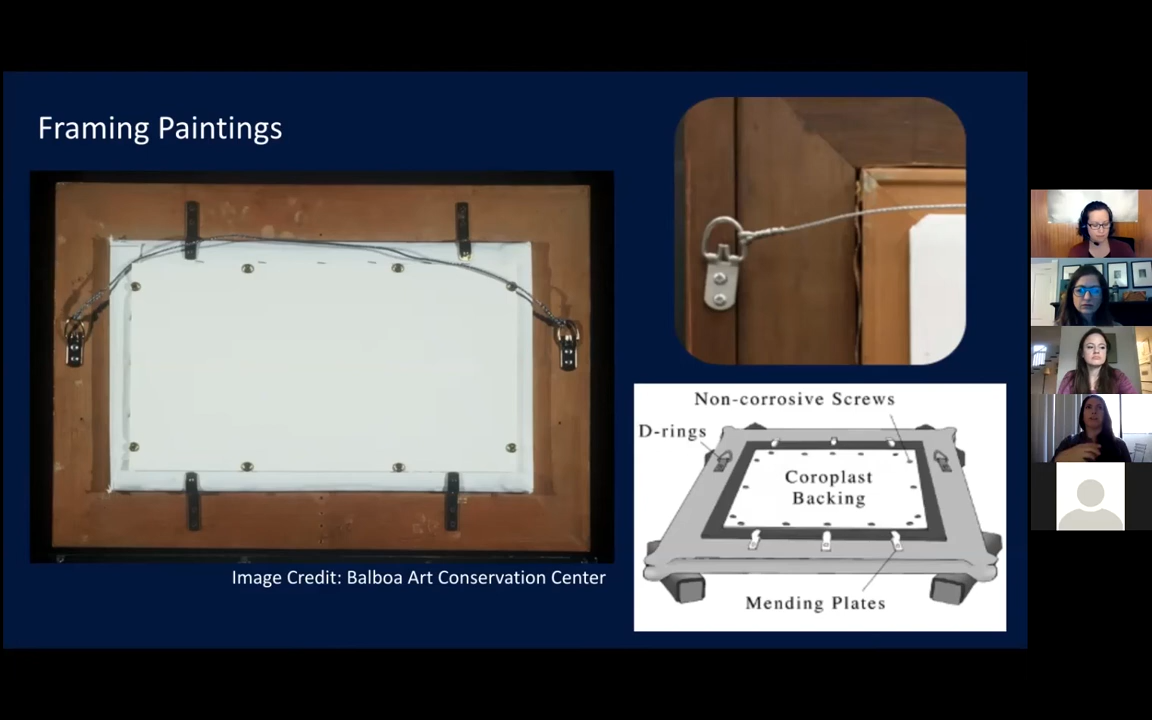 Framing Paintings
Image Credit: Balboa Art Conservation Center
Non-corrosive Screws
D-rings
Coroplast
Backing
Mending Plates